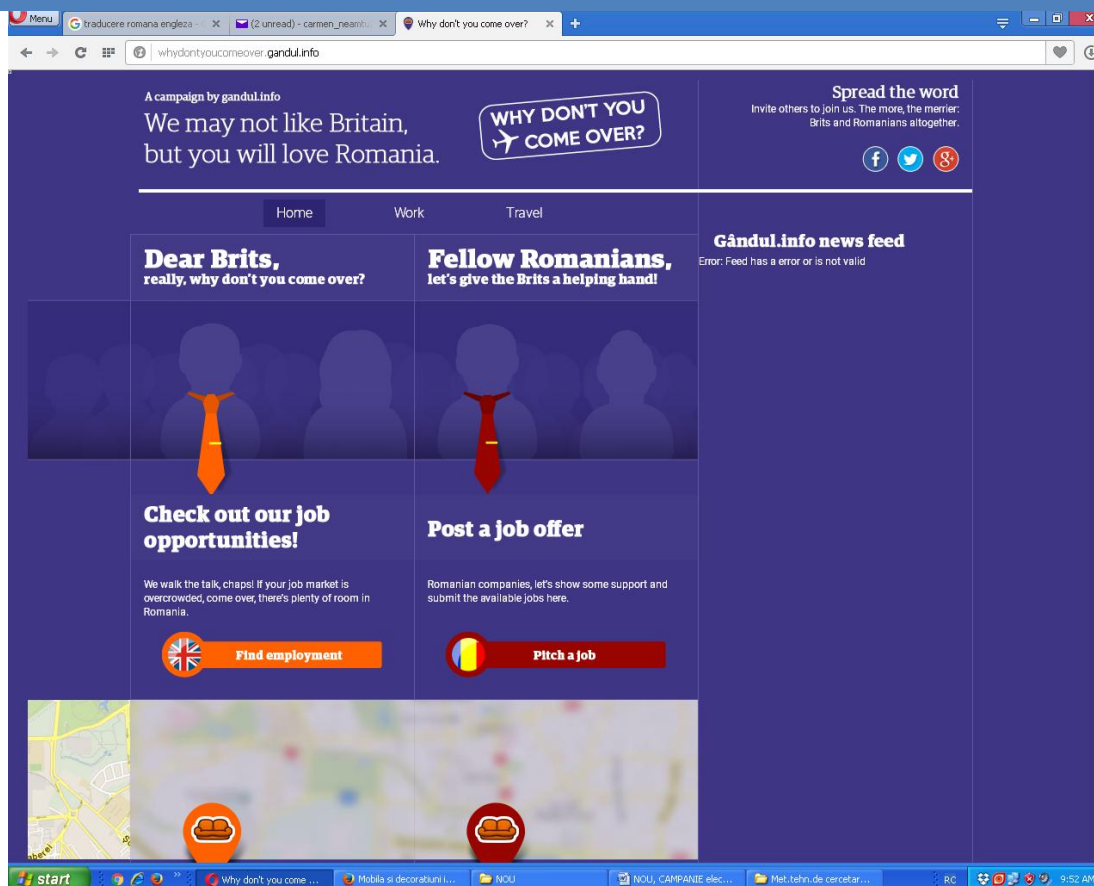 Menu
traducere romana engleza -
(2 unread) - carmen_neamtu
Why don't you come over?
whydontyoucomeover.gandul.info
A campaign by gandul.info
We may not like Britain,
but you will love Romania.
WHY DON'T YOU
COME OVER?
Spread the word
Invite others to join us. The more, the merrier:
Brits and Romanians altogether.
Home Work Travel
Dear Brits,
really, why don't you come over?
Fellow Romanians,
let's give the Brits a helping hand!
Gândul.info news feed
Error: Feed has a error or is not valid
Check out our job
opportunities!
We walk the talk, chaps! If your job market is
overcrowded, come over, there's plenty of room in
Romania.
Find employment
Post a job offer
Romanian companies, let's show some support and
submit the available jobs here.
Pitch a job
start
Why don't you come ...
Mobila si decoratiuni i...
NOU
NOU, CAMPANIE elec...
Met.tehn.de cercetar...
RC
9:52 AM